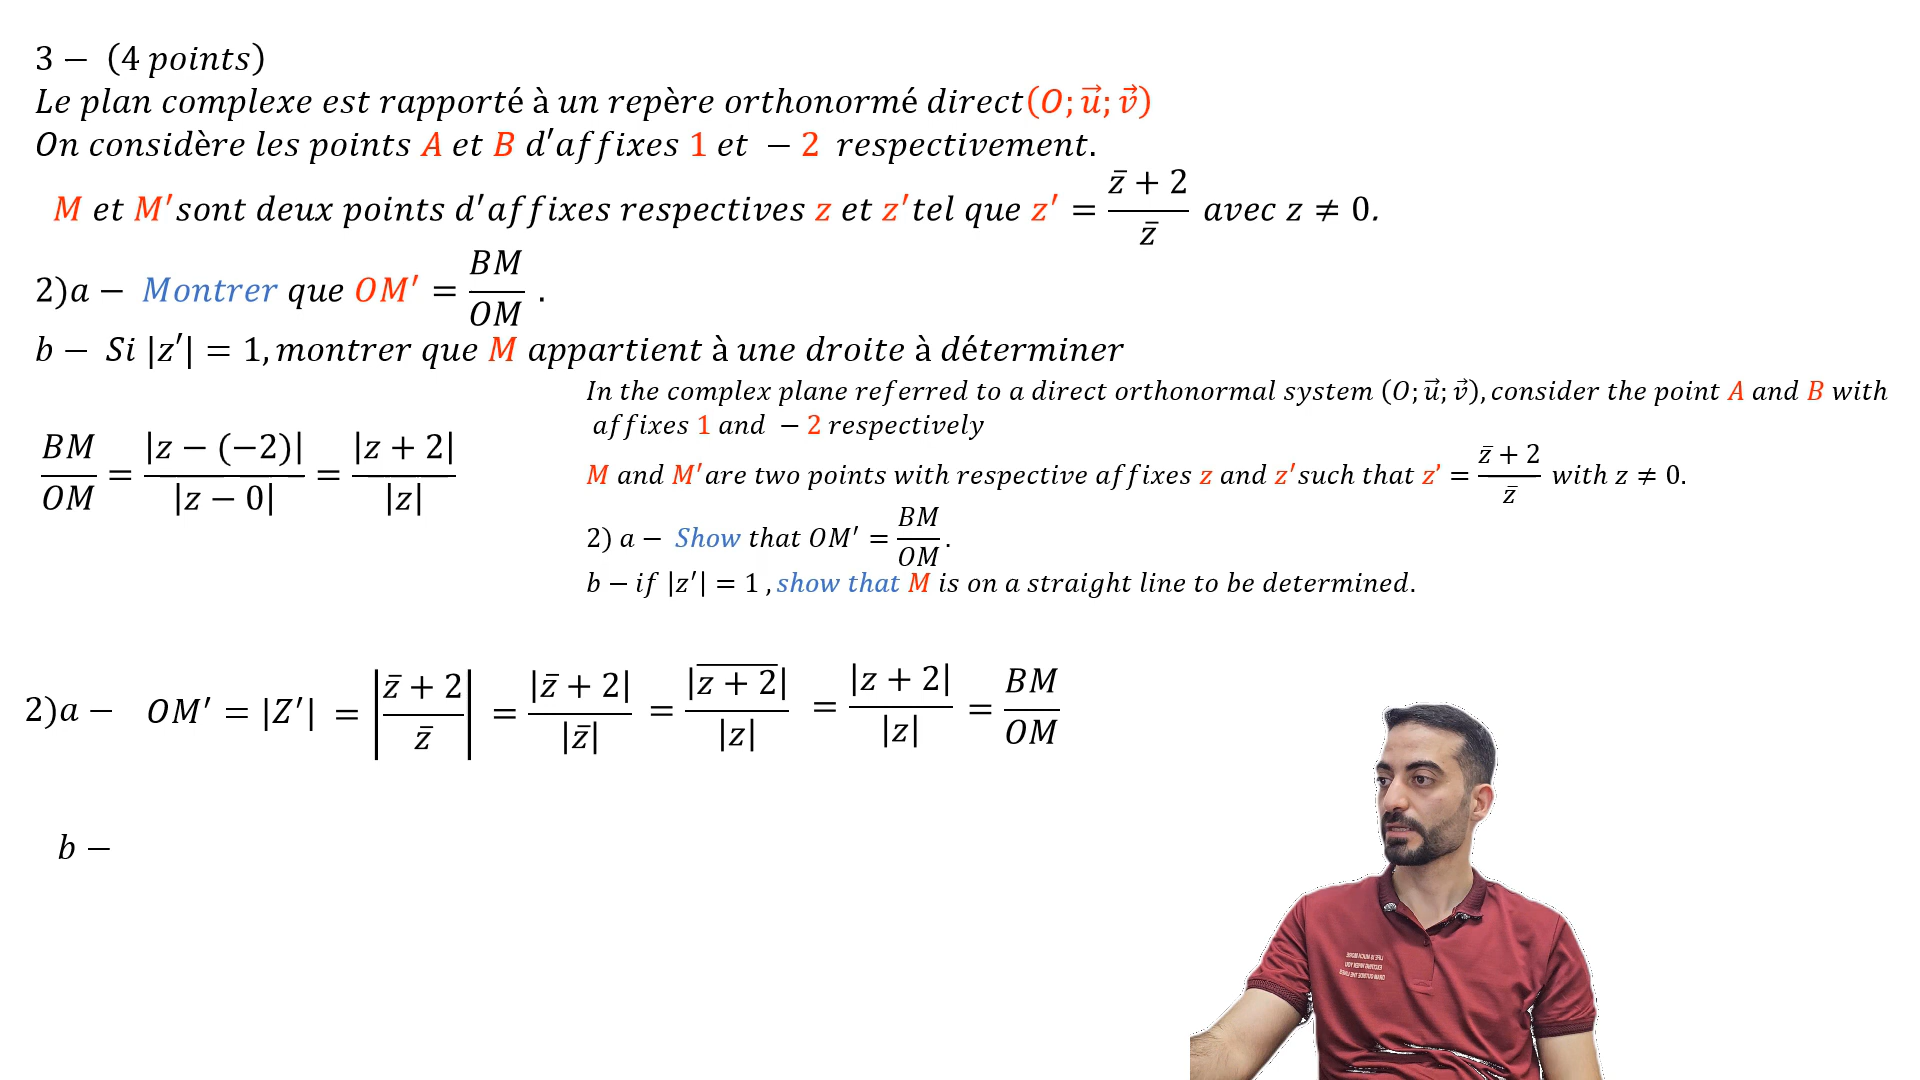 3 − (4 points)
Le plan complexe est rapporté à un repère orthonormé direct(O; u⃗; v⃗)
On considère les points A et B d'affixes 1 et − 2 respectivement.
M et M′sont deux points d'affixes respectives z et z′tel que z′ = (z̄ + 2)/z̄ avec z ≠ 0.
2)a − Montrer que OM′ = BM/OM .
b − Si |z′| = 1, montrer que M appartient à une droite à déterminer
In the complex plane referred to a direct orthonormal system (O; u⃗; v⃗), consider the point A and B with
affixes 1 and − 2 respectively
M and M′are two points with respective affixes z and z′such that z' = (z̄ + 2)/z̄ with z ≠ 0.
2) a − Show that OM′ = BM/OM.
b − if |z′| = 1 , show that M is on a straight line to be determined.
BM/OM = |z − (−2)|/|z − 0| = |z + 2|/|z|
2)a − OM′ = |Z′| = |(z̄ + 2)/z̄| = |z̄ + 2|/|z̄| = |z̅ ̅+̅ ̅2̅|/|z| = |z + 2|/|z| = BM/OM
b −